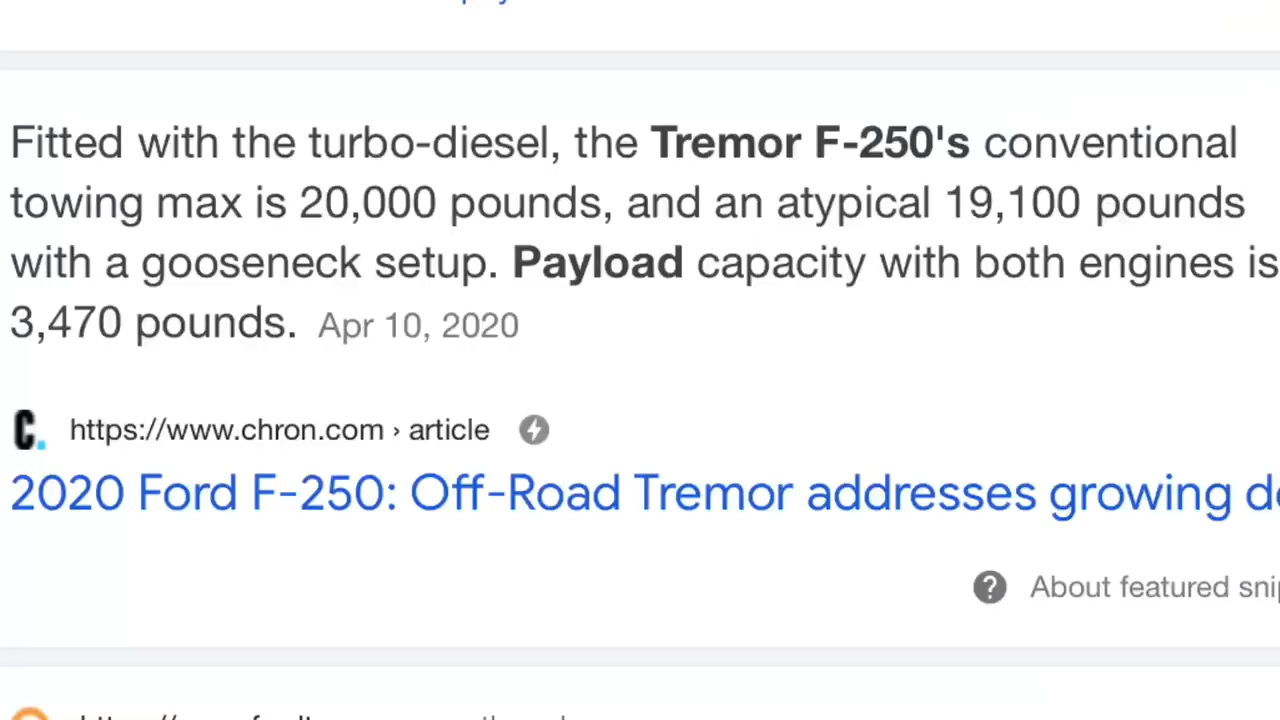 Fitted with the turbo-diesel, the Tremor F-250's conventional
towing max is 20,000 pounds, and an atypical 19,100 pounds
with a gooseneck setup. Payload capacity with both engines is
3,470 pounds. Apr 10, 2020
C. https://www.chron.com › article
2020 Ford F-250: Off-Road Tremor addresses growing
About featured